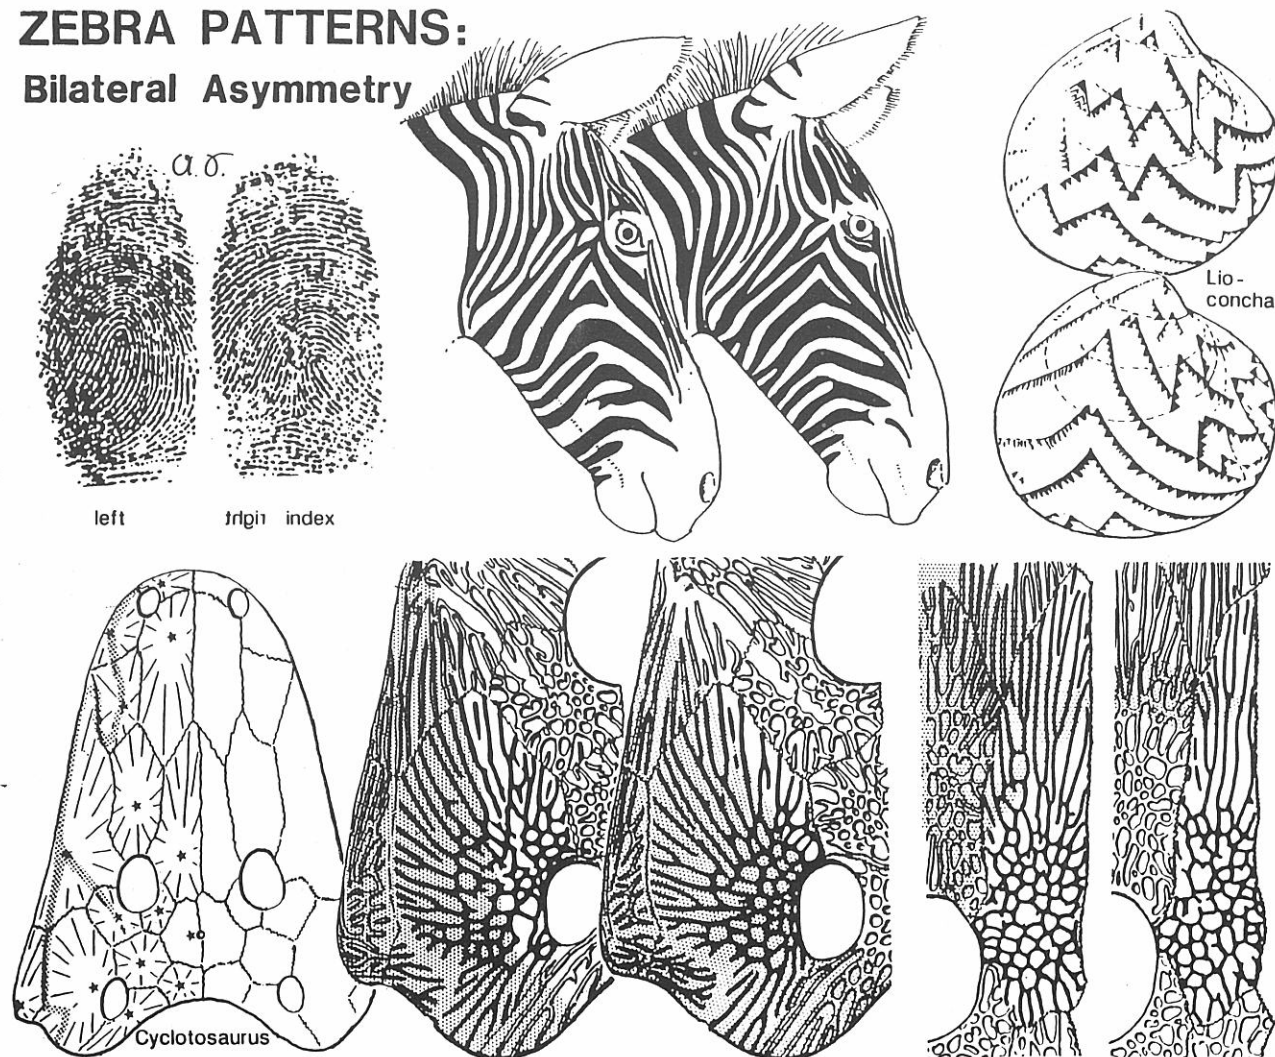 ZEBRA PATTERNS:
Bilateral Asymmetry
a.σ.
left
index
Lio-
concha
Cyclotosaurus